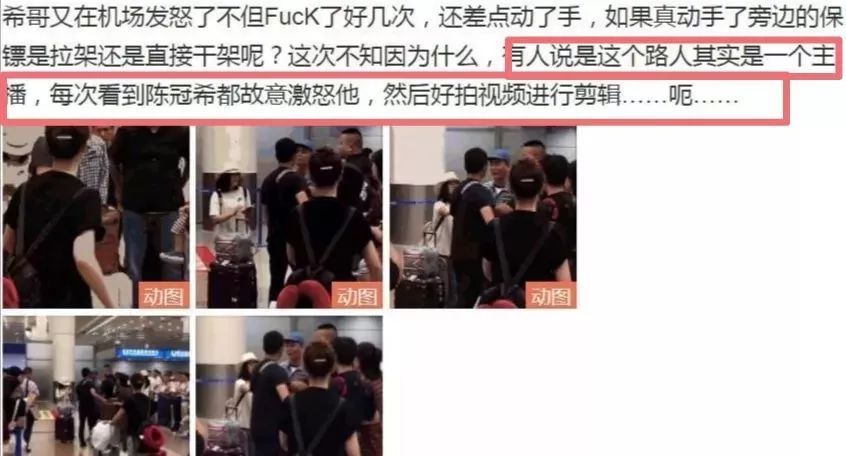 希哥又在机场发怒了不但FucK了好几次，还差点动了手，如果真动手了旁边的保
镖是拉架还是直接干架呢？这次不知因为什么，有人说是这个路人其实是一个主
播，每次看到陈冠希都故意激怒他，然后好拍视频进行剪辑……呃……
动图
动图
动图